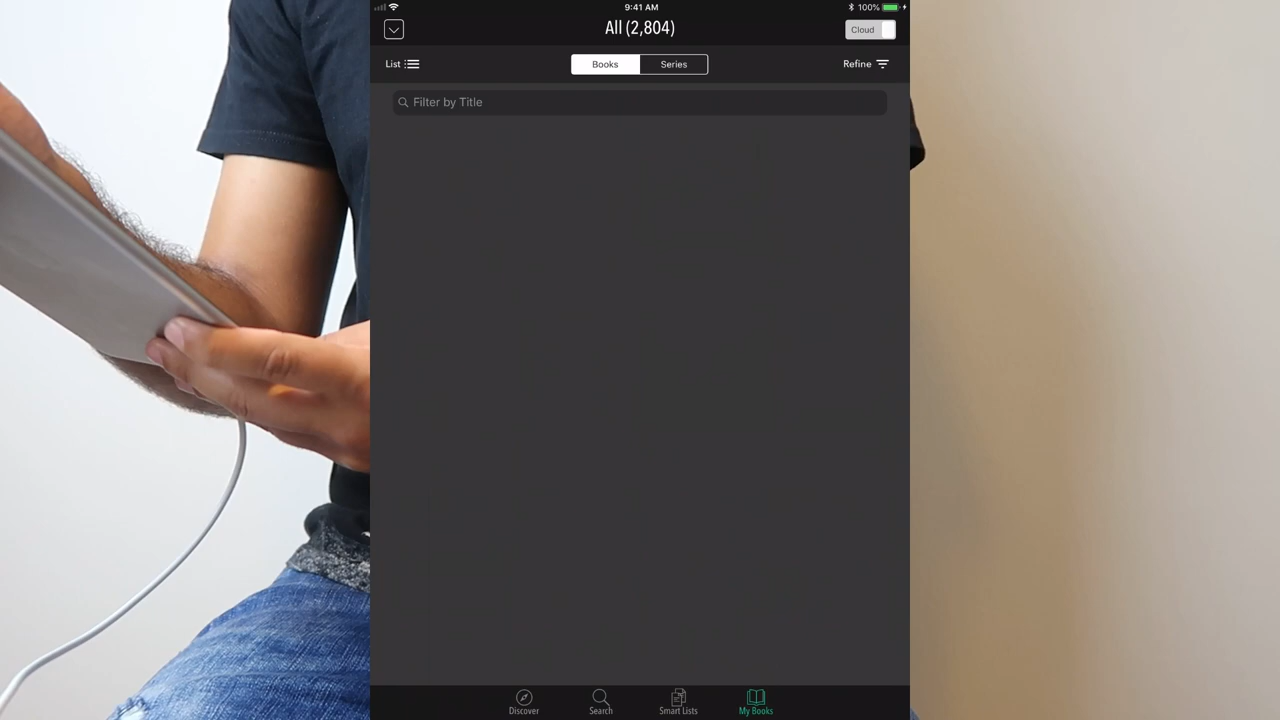 9:41 AM
100%
All (2,804)
Cloud
List
Books
Series
Refine
Filter by Title
Discover
Search
Smart Lists
My Books